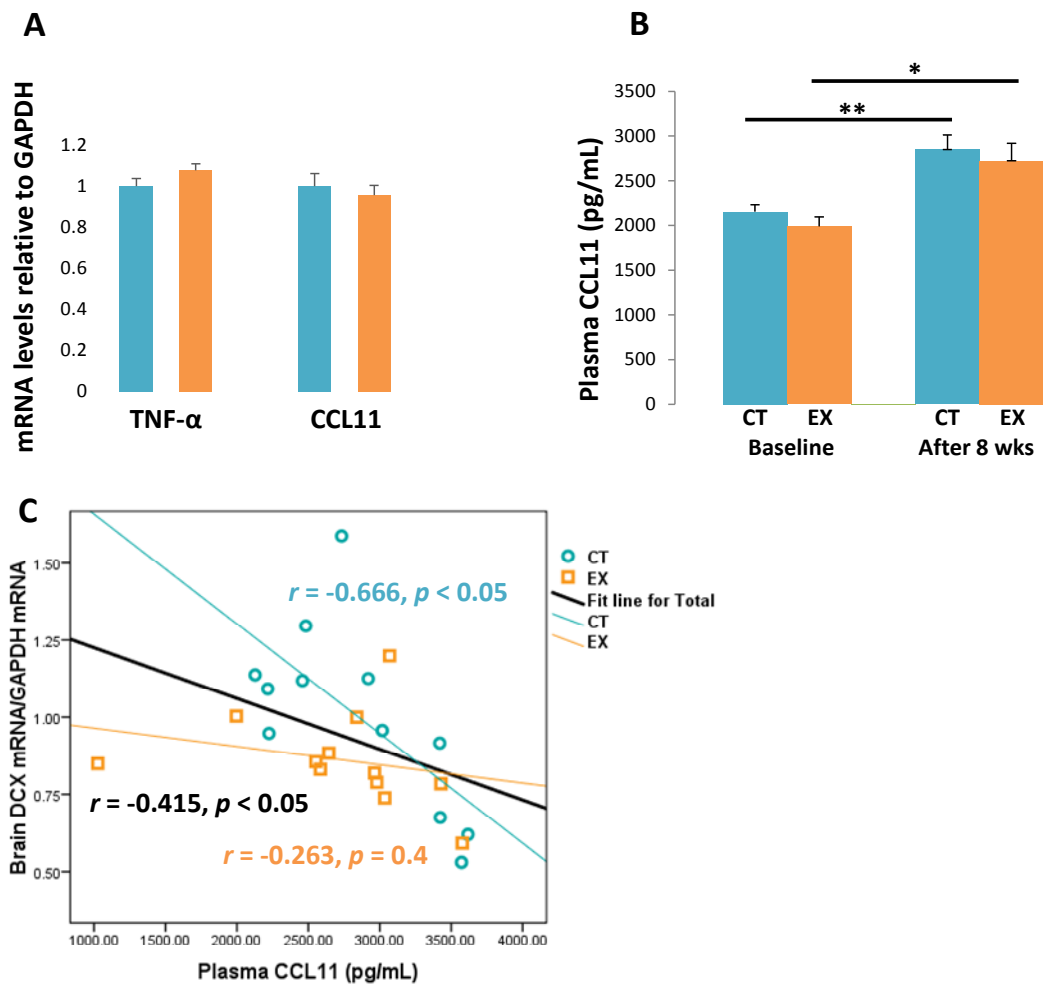 A
mRNA levels relative to GAPDH
1.2
1
0.8
0.6
0.4
0.2
0
TNF-α CCL11
B
Plasma CCL11 (pg/mL)
3500
3000
2500
2000
1500
1000
500
0
*
**
CT EX CT EX
Baseline After 8 wks
C
Brain DCX mRNA/GAPDH mRNA
1.50
1.25
1.00
0.75
0.50
r = -0.666, p < 0.05
r = -0.415, p < 0.05
r = -0.263, p = 0.4
CT
EX
Fit line for Total
CT
EX
1000.00 1500.00 2000.00 2500.00 3000.00 3500.00 4000.00
Plasma CCL11 (pg/mL)